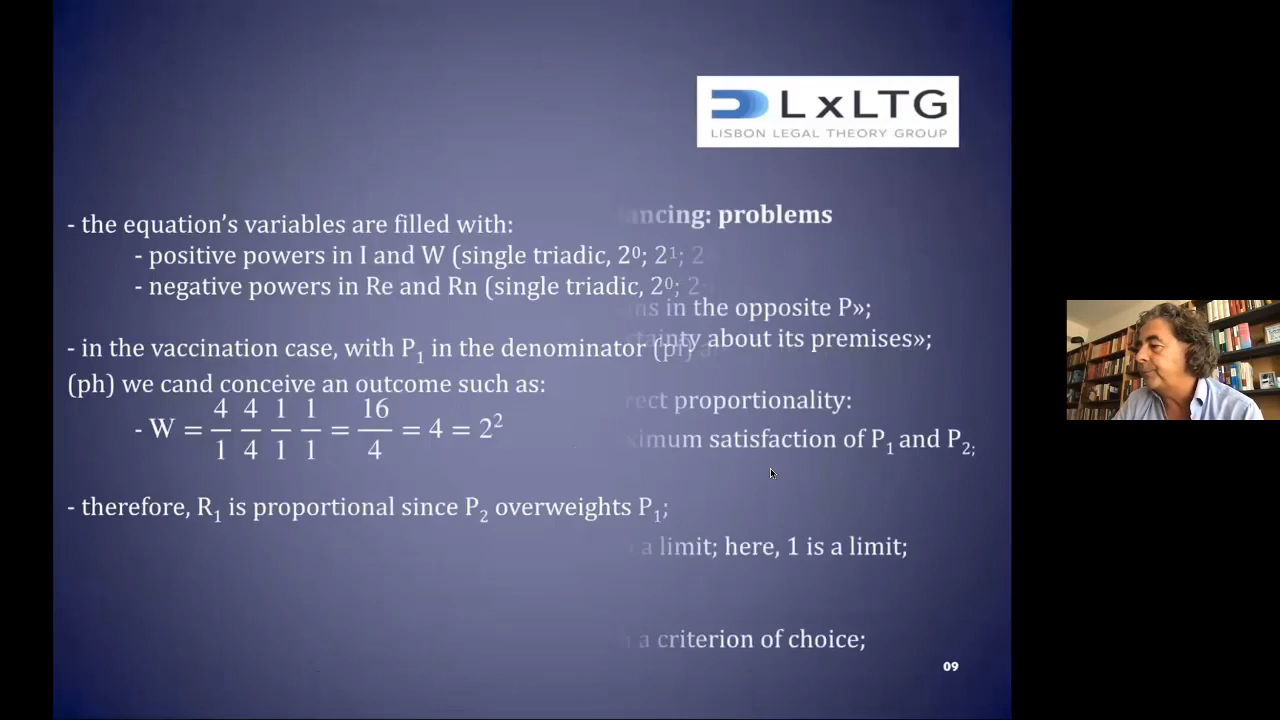 LxLTG
LISBON LEGAL THEORY GROUP
- the equation’s variables are filled with:
- positive powers in I and W (single triadic, 2⁰; 2¹; 2
- negative powers in Re and Rn (single triadic, 2⁰; 2
- in the vaccination case, with P₁ in the denominator (pl)
(ph) we cand conceive an outcome such as:
- W = 4/1 4/4 1/1 1/1 = 16/4 = 4 = 2²
- therefore, R₁ is proportional since P₂ overweights P₁;
ancing: problems
ns in the opposite P»;
rtainty about its premises»;
rect proportionality:
ximum satisfaction of P₁ and P₂;
a limit; here, 1 is a limit;
a criterion of choice;
09